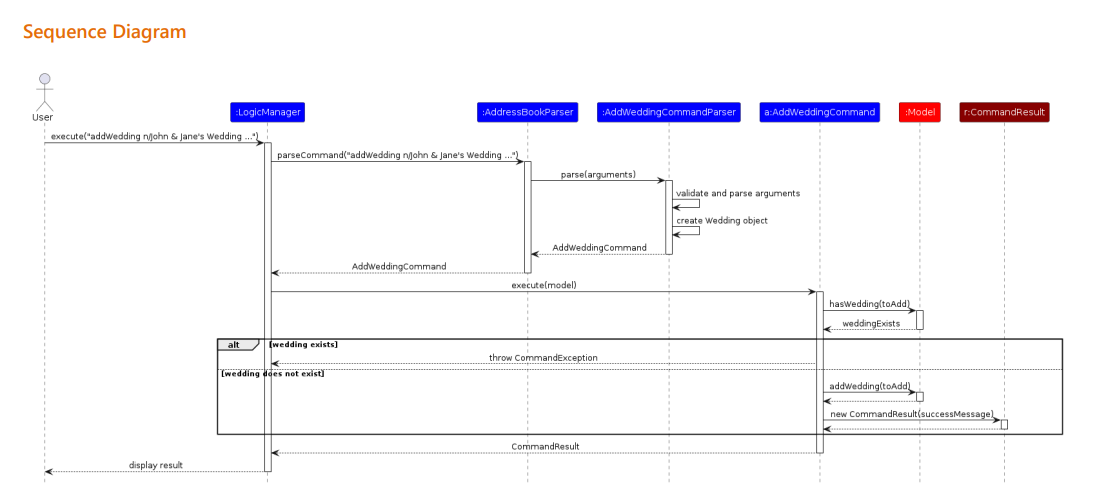 Sequence Diagram
User
:LogicManager
:AddressBookParser
:AddWeddingCommandParser
a:AddWeddingCommand
:Model
r:CommandResult
execute("addWedding n/John & Jane's Wedding ...")
parseCommand("addWedding n/John & Jane's Wedding ...")
parse(arguments)
validate and parse arguments
create Wedding object
AddWeddingCommand
AddWeddingCommand
execute(model)
hasWedding(toAdd)
weddingExists
alt
[wedding exists]
throw CommandException
[wedding does not exist]
addWedding(toAdd)
new CommandResult(successMessage)
CommandResult
display result